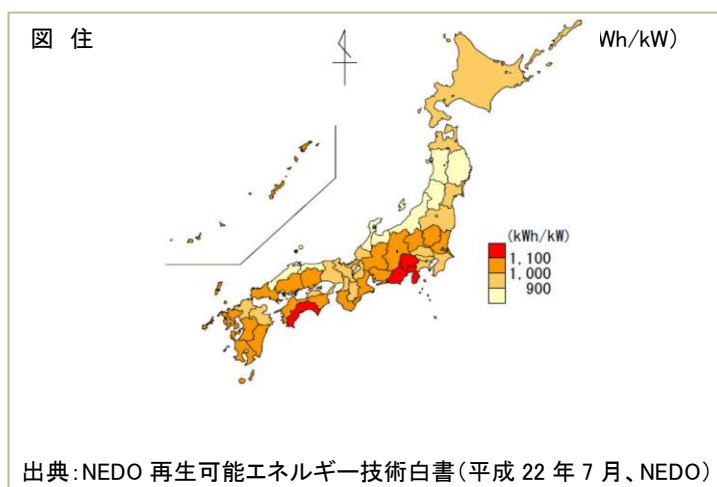 図 住
Wh/kW)
(kWh/kW)
1,100
1,000
900
出典:NEDO 再生可能エネルギー技術白書(平成 22 年 7 月、NEDO)